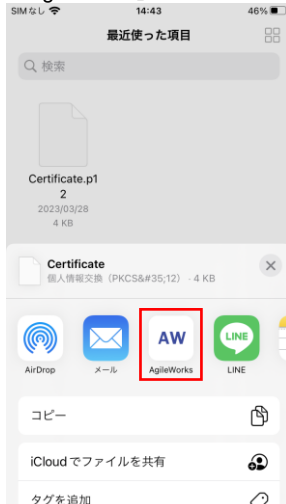 SIMなし 14:43 46%
最近使った項目
検索
Certificate.p1
2
2023/03/28
4 KB
Certificate
個人情報交換（PKCS&#35;12）・4 KB
AW
LINE
AirDrop メール AgileWorks LINE
コピー
iCloudでファイルを共有
タグを追加